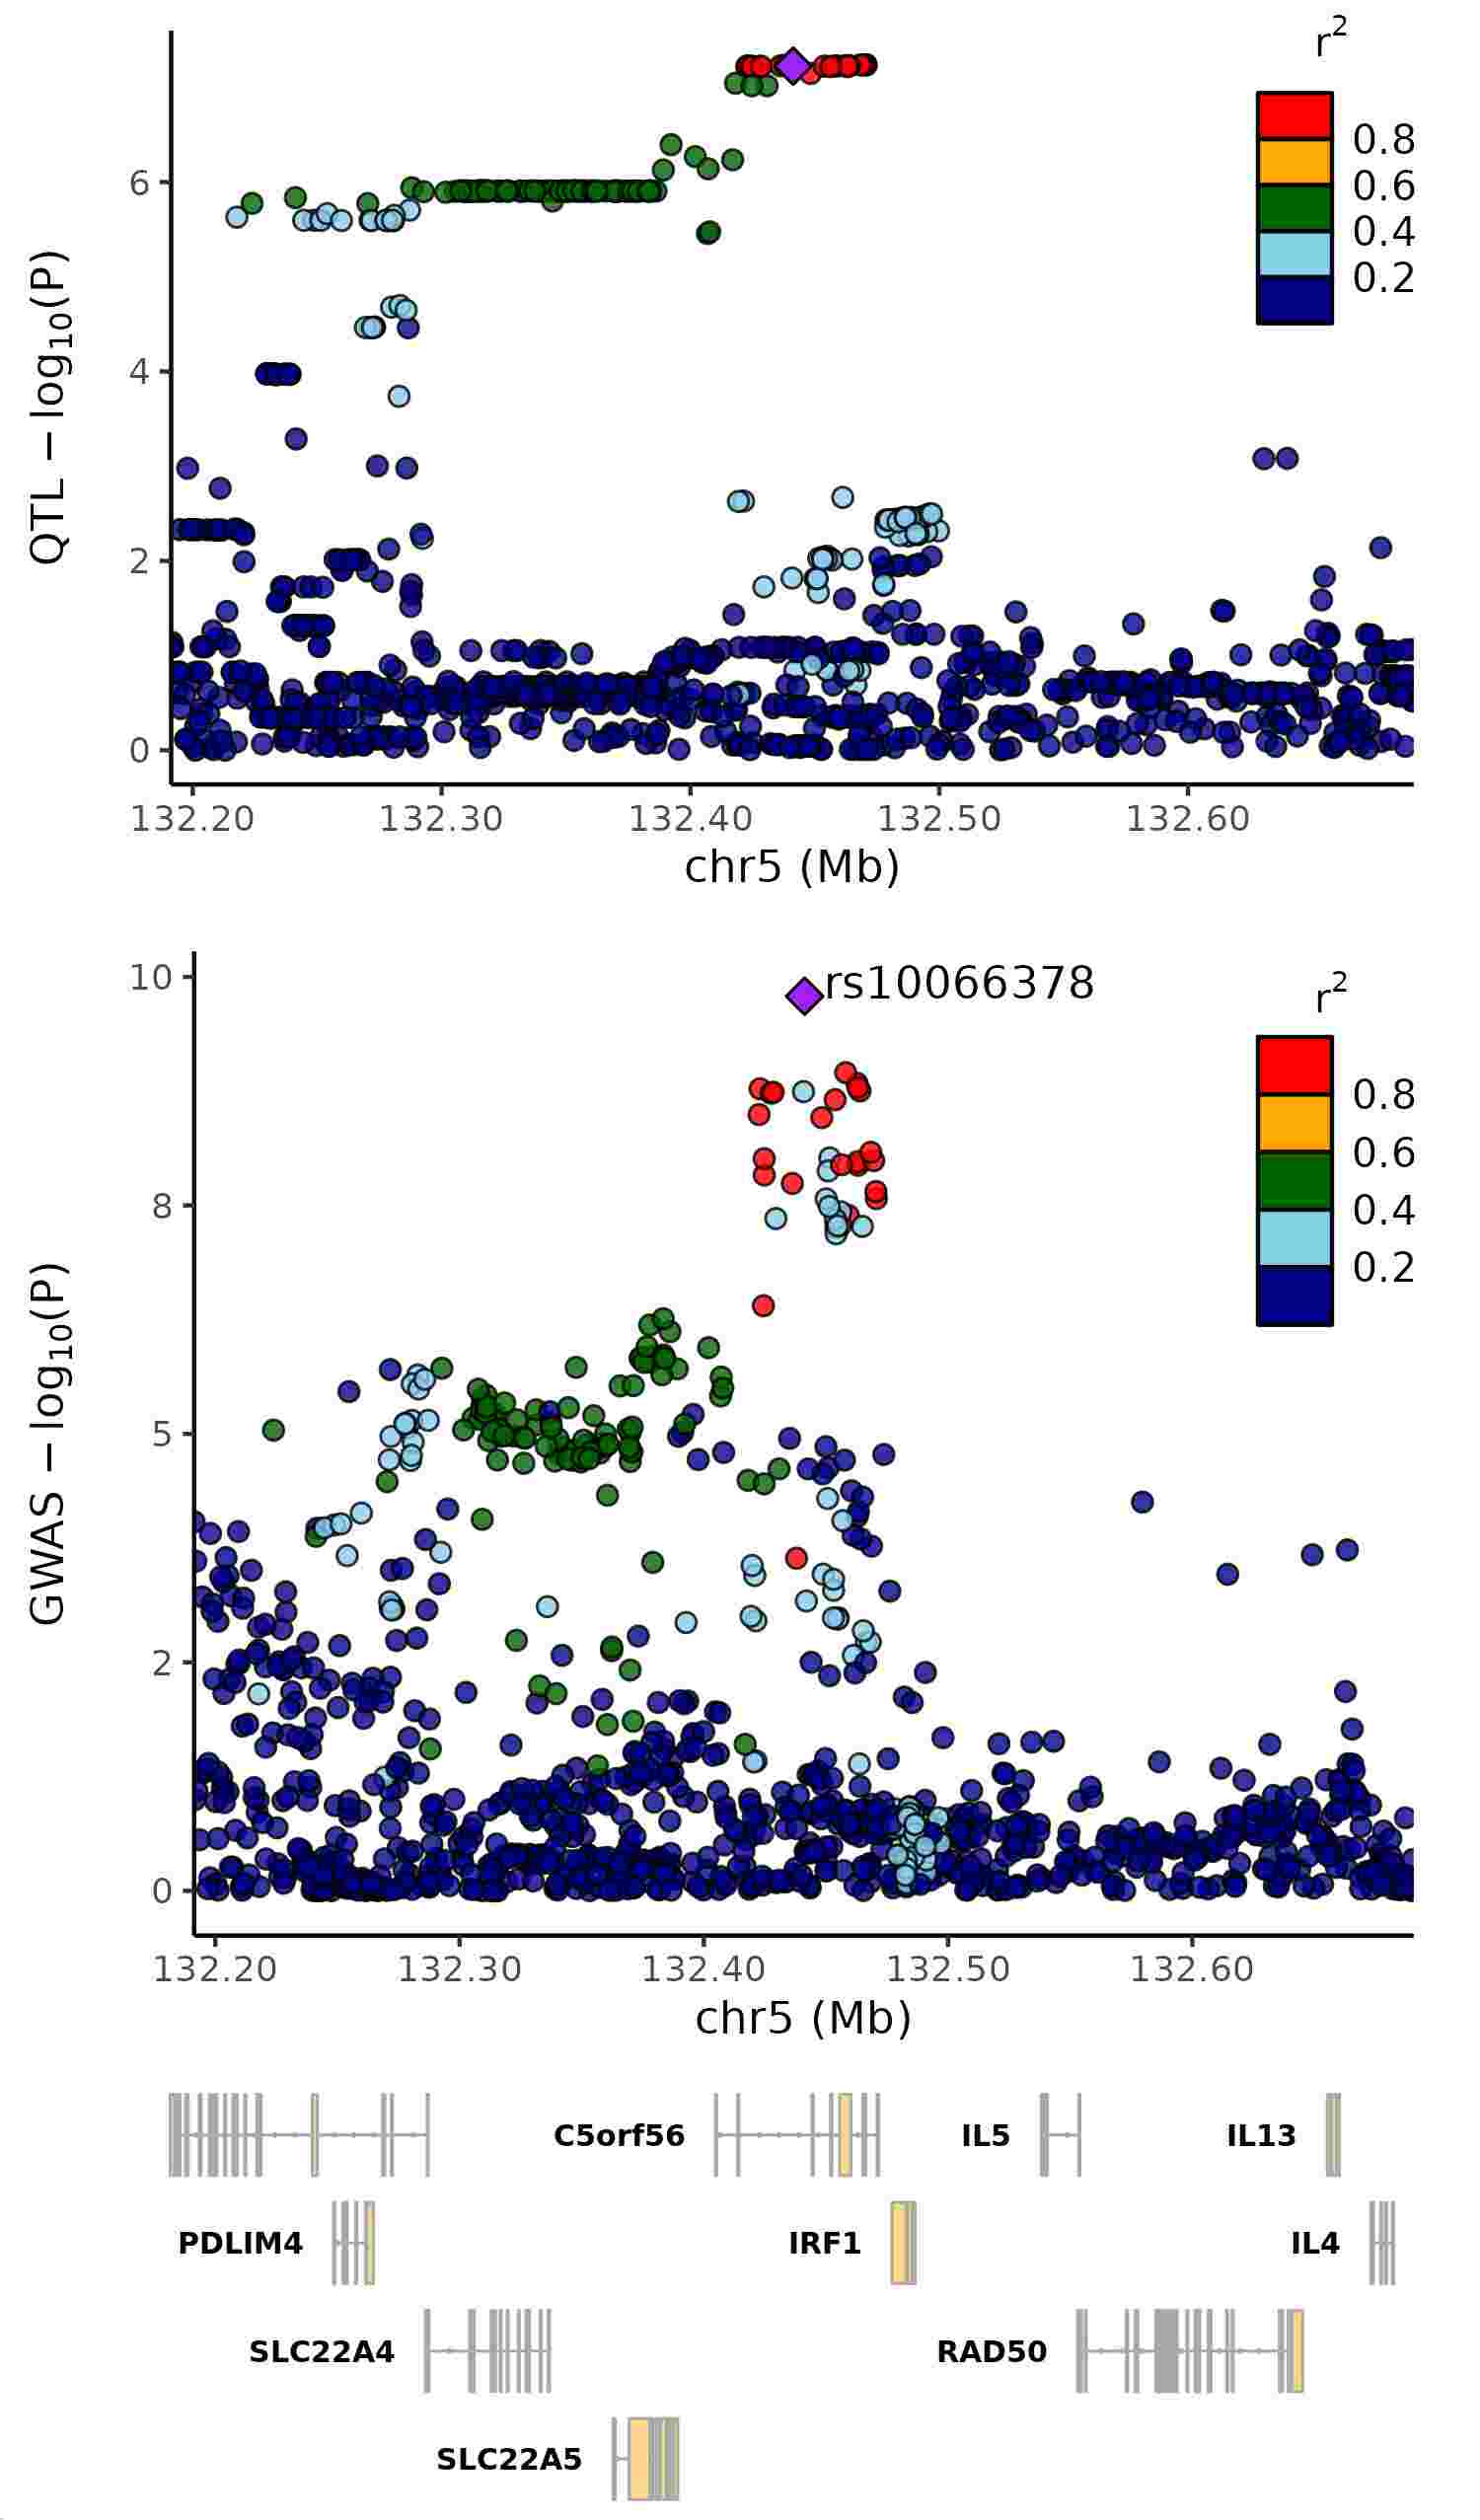 r²
0.8
0.6
0.4
0.2
6
4
2
0
QTL − log₁₀(P)
132.20 132.30 132.40 132.50 132.60
chr5 (Mb)
rs10066378
r²
0.8
0.6
0.4
0.2
10
8
5
2
0
GWAS − log₁₀(P)
132.20 132.30 132.40 132.50 132.60
chr5 (Mb)
C5orf56 IL5 IL13
PDLIM4 IRF1 IL4
SLC22A4 RAD50
SLC22A5